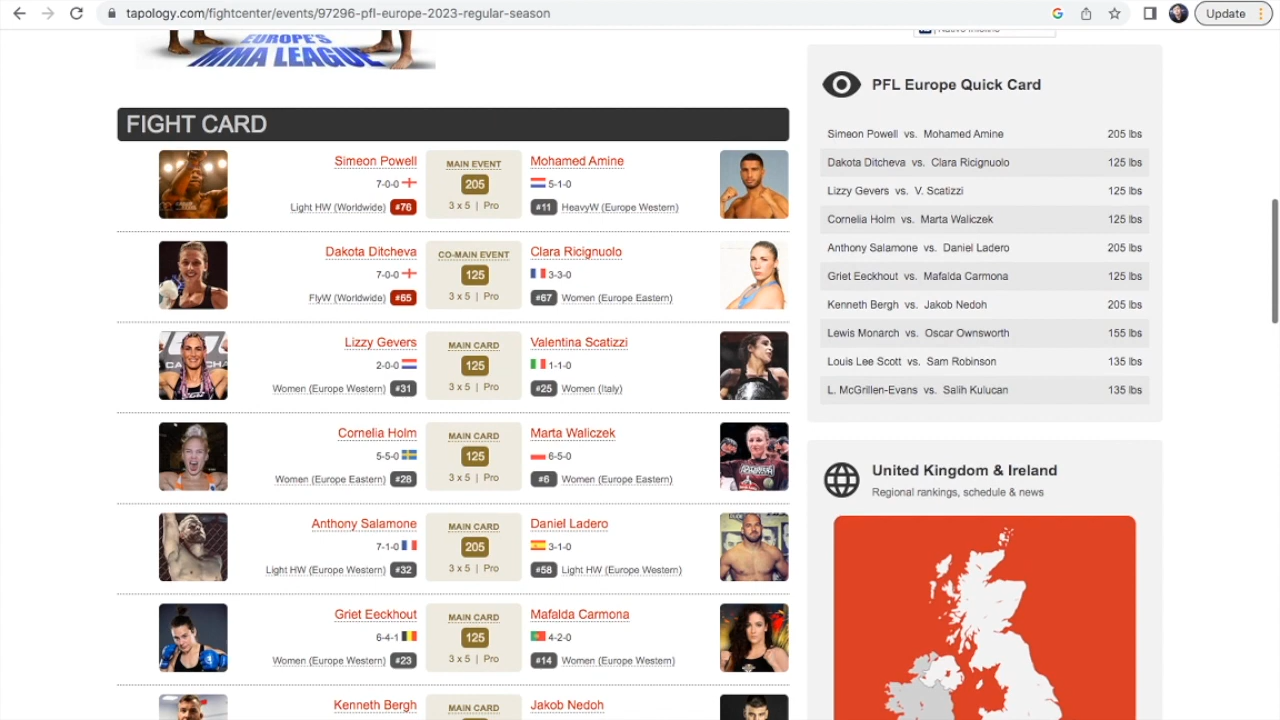 tapology.com/fightcenter/events/97296-pfl-europe-2023-regular-season
Update
EUROPE'S
MMA LEAGUE
FIGHT CARD
Simeon Powell
7-0-0
Light HW (Worldwide) #76
MAIN EVENT
205
3 x 5 | Pro
Mohamed Amine
5-1-0
#11 HeavyW (Europe Western)
Dakota Ditcheva
7-0-0
FlyW (Worldwide) #65
CO-MAIN EVENT
125
3 x 5 | Pro
Clara Ricignuolo
3-3-0
#67 Women (Europe Eastern)
Lizzy Gevers
2-0-0
Women (Europe Western) #31
MAIN CARD
125
3 x 5 | Pro
Valentina Scatizzi
1-1-0
#25 Women (Italy)
Cornelia Holm
5-5-0
Women (Europe Eastern) #28
MAIN CARD
125
3 x 5 | Pro
Marta Waliczek
6-5-0
#6 Women (Europe Eastern)
Anthony Salamone
7-1-0
Light HW (Europe Western) #32
MAIN CARD
205
3 x 5 | Pro
Daniel Ladero
3-1-0
#58 Light HW (Europe Western)
Griet Eeckhout
6-4-1
Women (Europe Western) #23
MAIN CARD
125
3 x 5 | Pro
Mafalda Carmona
4-2-0
#14 Women (Europe Western)
Kenneth Bergh
MAIN CARD
Jakob Nedoh
PFL Europe Quick Card
Simeon Powell vs. Mohamed Amine 205 lbs
Dakota Ditcheva vs. Clara Ricignuolo 125 lbs
Lizzy Gevers vs. V. Scatizzi 125 lbs
Cornelia Holm vs. Marta Waliczek 125 lbs
Anthony Salamone vs. Daniel Ladero 205 lbs
Griet Eeckhout vs. Mafalda Carmona 125 lbs
Kenneth Bergh vs. Jakob Nedoh 205 lbs
Lewis Monarch vs. Oscar Ownsworth 155 lbs
Louis Lee Scott vs. Sam Robinson 135 lbs
L. McGrillen-Evans vs. Salih Kulucan 135 lbs
United Kingdom & Ireland
Regional rankings, schedule & news